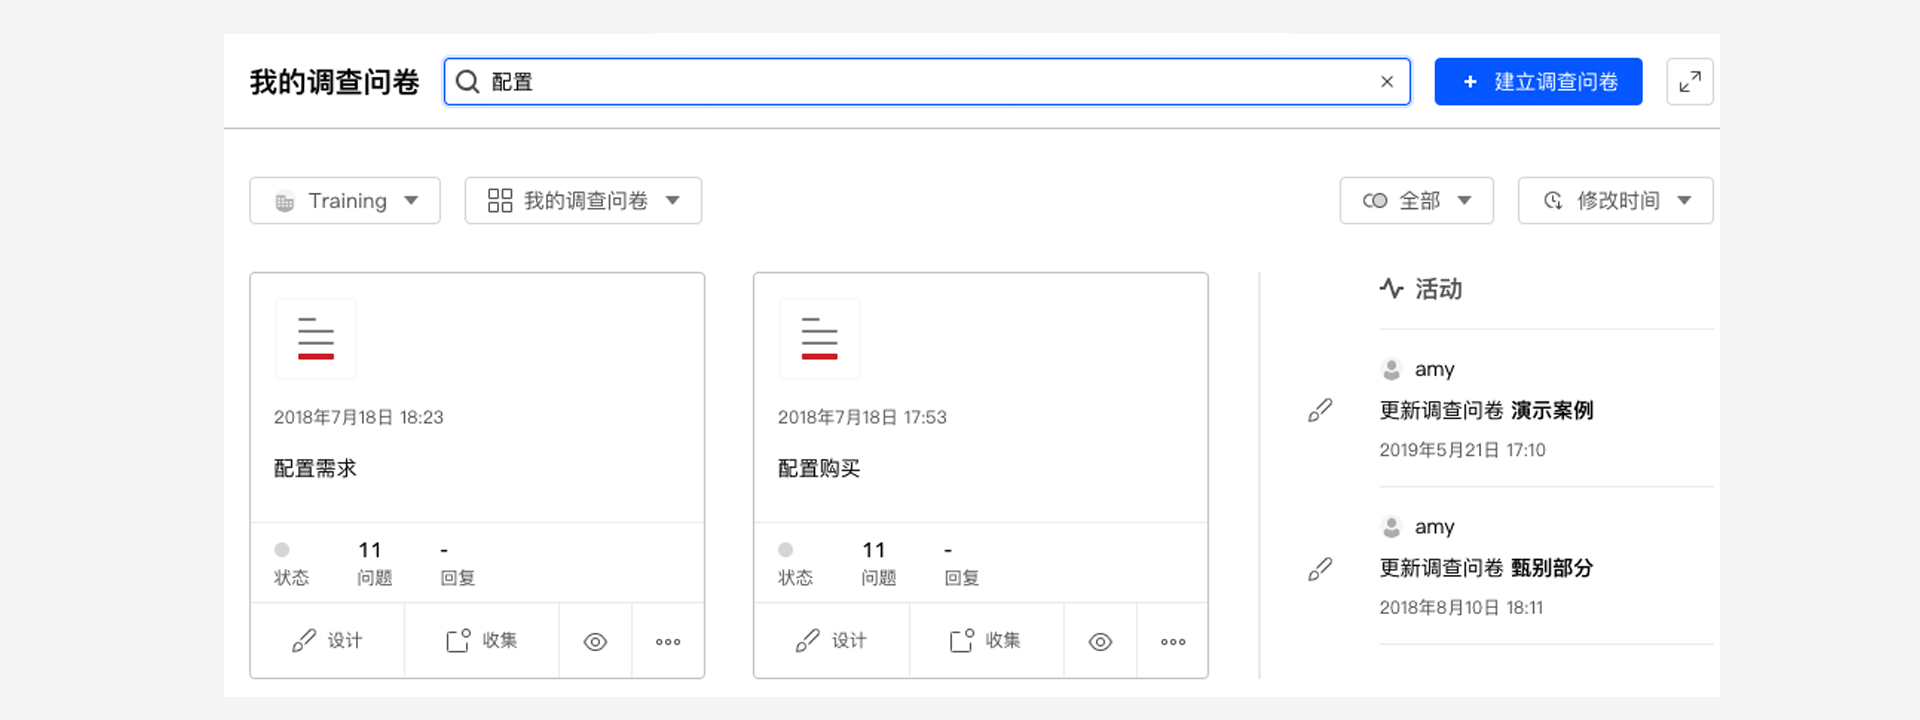 我的调查问卷
配置
+ 建立调查问卷
Training
我的调查问卷
全部
修改时间
2018年7月18日 18:23
配置需求
11
-
状态
问题
回复
设计
收集
2018年7月18日 17:53
配置购买
11
-
状态
问题
回复
设计
收集
活动
amy
更新调查问卷 演示案例
2019年5月21日 17:10
amy
更新调查问卷 甄别部分
2018年8月10日 18:11